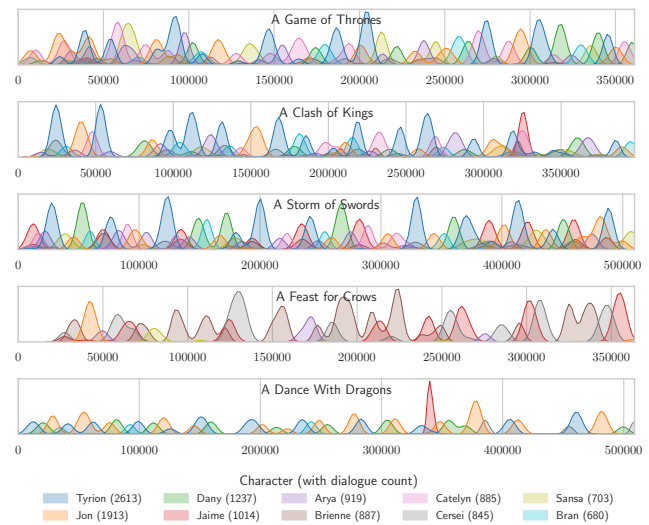 A Game of Thrones
0 50000 100000 150000 200000 250000 300000 350000
A Clash of Kings
0 50000 100000 150000 200000 250000 300000 350000
A Storm of Swords
0 100000 200000 300000 400000 500000
A Feast for Crows
0 50000 100000 150000 200000 250000 300000 350000
A Dance With Dragons
0 100000 200000 300000 400000 500000
Character (with dialogue count)
Tyrion (2613) Dany (1237) Arya (919) Catelyn (885) Sansa (703)
Jon (1913) Jaime (1014) Brienne (887) Cersei (845) Bran (680)